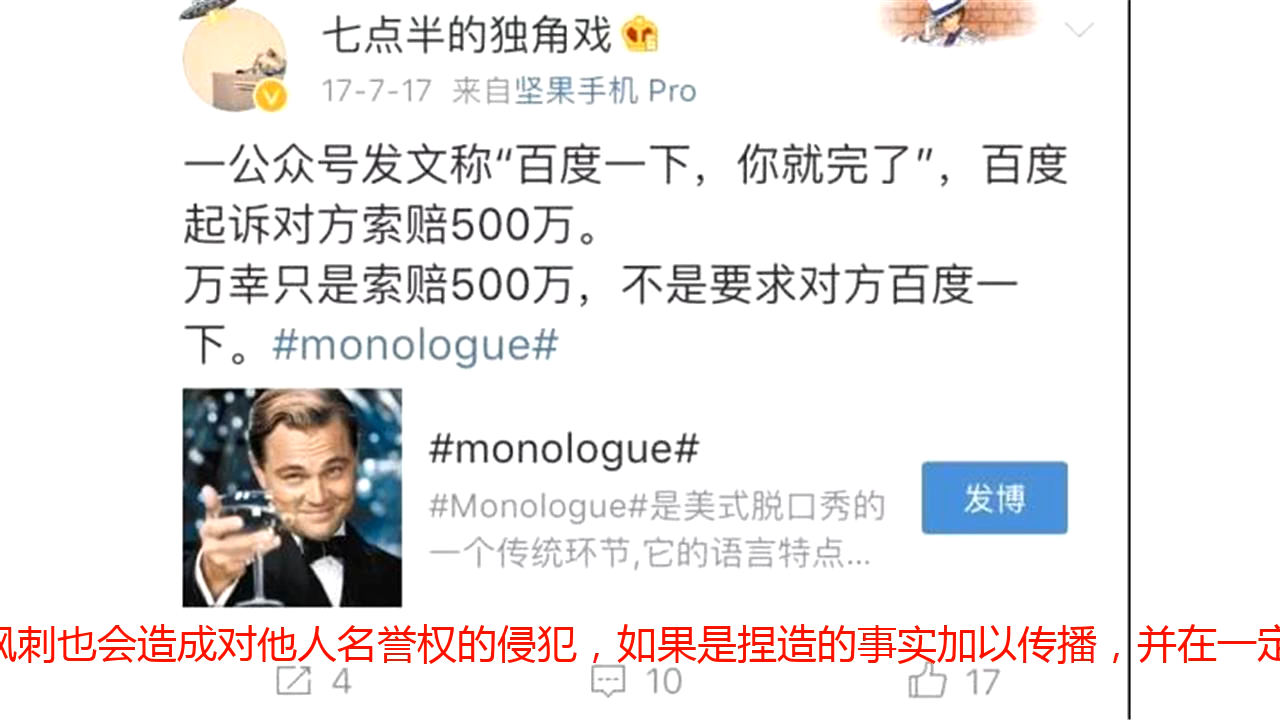 七点半的独角戏
17-7-17 来自坚果手机 Pro
一公众号发文称“百度一下，你就完了”，百度
起诉对方索赔500万。
万幸只是索赔500万，不是要求对方百度一
下。#monologue#
#monologue#
#Monologue#是美式脱口秀的
一个传统环节,它的语言特点...
发博
讽刺也会造成对他人名誉权的侵犯，如果是捏造的事实加以传播，并在一定
4
10
17